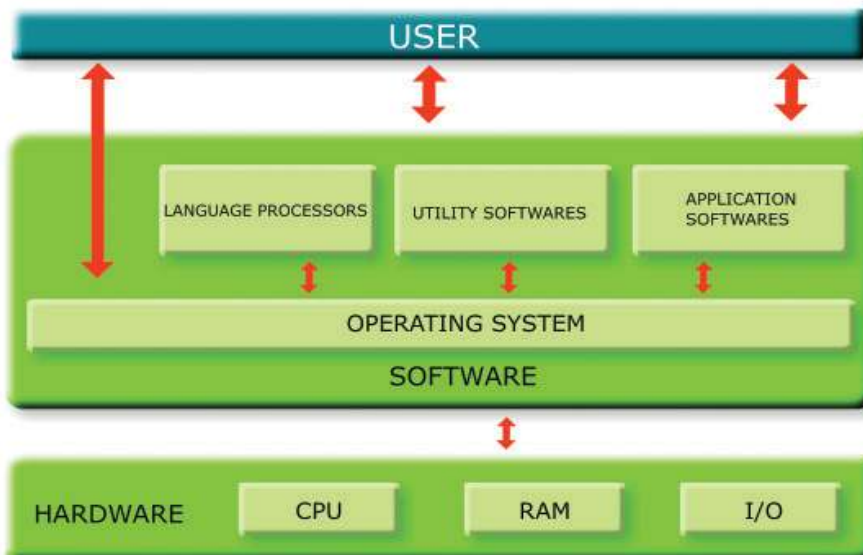 USER
LANGUAGE PROCESSORS
UTILITY SOFTWARES
APPLICATION
SOFTWARES
OPERATING SYSTEM
SOFTWARE
HARDWARE
CPU
RAM
I/O